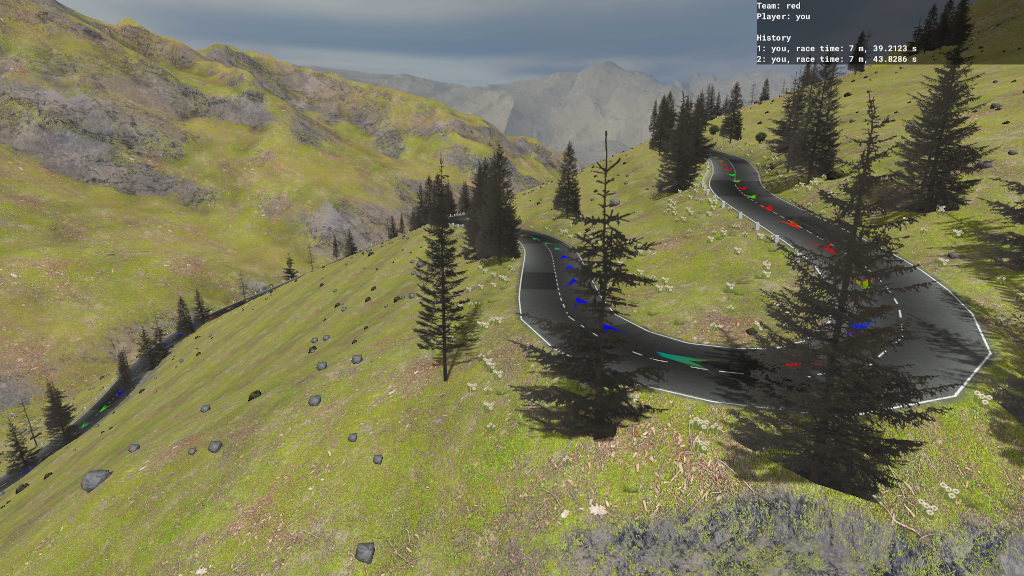 Team: red
Player: you
History
1: you, race time: 7 m, 39.2123 s
2: you, race time: 7 m, 43.8286 s